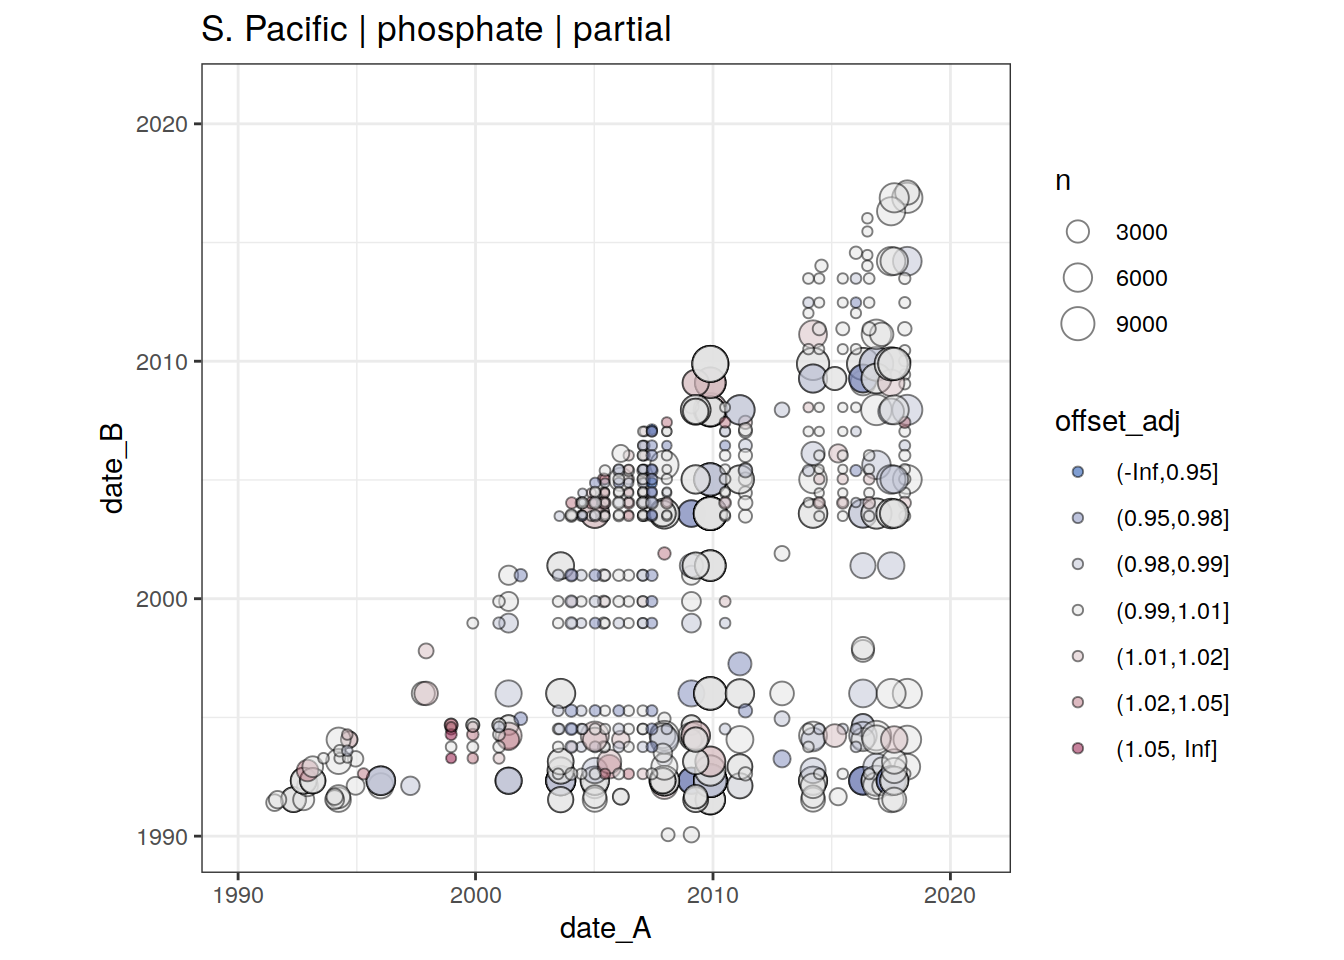 S. Pacific | phosphate | partial
2020
2010
2000
1990
date_B
1990
2000
2010
2020
date_A
n
3000
6000
9000
offset_adj
(-Inf,0.95]
(0.95,0.98]
(0.98,0.99]
(0.99,1.01]
(1.01,1.02]
(1.02,1.05]
(1.05, Inf]